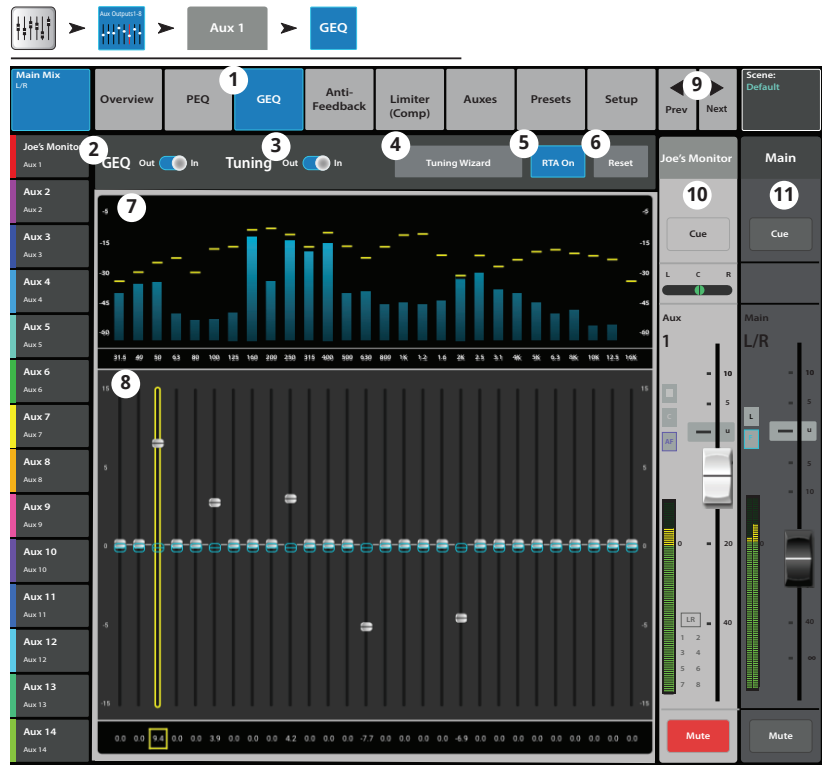 Aux Outputs1-8
Aux 1
GEQ
Main Mix
L/R
Overview
PEQ
1
GEQ
Anti-
Feedback
Limiter
(Comp)
Auxes
Presets
Setup
9
Prev
Next
Scene:
Default
Joe's Monitor
Aux 1
Aux 2
Aux 2
Aux 3
Aux 3
Aux 4
Aux 4
Aux 5
Aux 5
Aux 6
Aux 6
Aux 7
Aux 7
Aux 8
Aux 8
Aux 9
Aux 9
Aux 10
Aux 10
Aux 11
Aux 11
Aux 12
Aux 12
Aux 13
Aux 13
Aux 14
Aux 14
2
GEQ Out In
3
Tuning Out In
4
Tuning Wizard
5
RTA On
6
Reset
7
-5 -5
-15 -15
-30 -30
-45 -45
-60 -60
31.5 40 50 63 80 100 125 160 200 250 315 400 500 630 800 1K 1.2 1.6 2K 2.5 3.1 4K 5K 6.3 8K 10K 12.5 16K
8
15 15
5 5
0 0
-5 -5
-15 -15
0.0 0.0 9.4 0.0 0.0 3.9 0.0 0.0 0.0 4.2 0.0 0.0 0.0 -7.7 0.0 0.0 0.0 0.0 -6.9 0.0 0.0 0.0 0.0 0.0 0.0 0.0 0.0 0.0
Joe's Monitor
10
Cue
L C R
Aux
1
10
5
u
AF
0
20
LR
40
1 2
3 4
5 6
7 8
Mute
Main
11
Cue
Main
L/R
10
5
L
u
5
10
0
20
40
∞
Mute